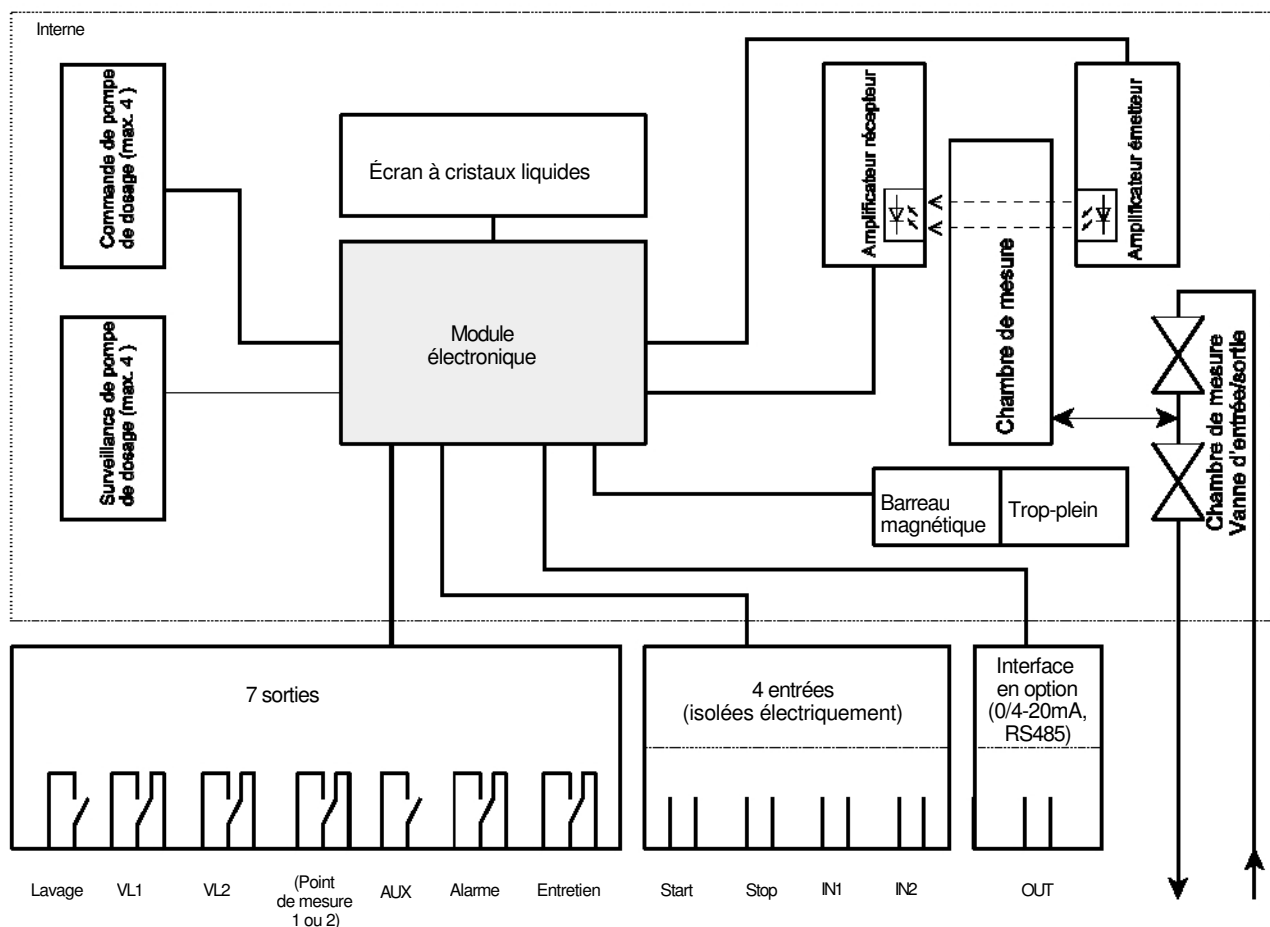 Interne
Commande de pompe
de dosage (max. 4 )
Écran à cristaux liquides
Amplificateur récepteur
Amplificateur émetteur
Chambre de mesure
Surveillance de pompe
de dosage (max. 4 )
Module
électronique
Chambre de mesure
Vanne d'entrée/sortie
Barreau
magnétique
Trop-plein
7 sorties
4 entrées
(isolées électriquement)
Interface
en option
(0/4-20mA,
RS485)
Lavage
VL1
VL2
(Point
de mesure
1 ou 2)
AUX
Alarme
Entretien
Start
Stop
IN1
IN2
OUT